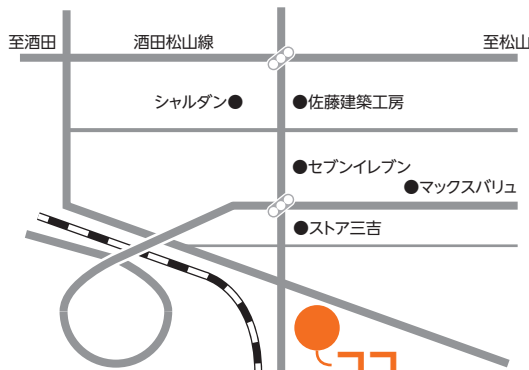 至酒田 酒田松山線 至松山
シャルダン●  ●佐藤建築工房
●セブンイレブン
●マックスバリュ
●ストア三吉
ココ